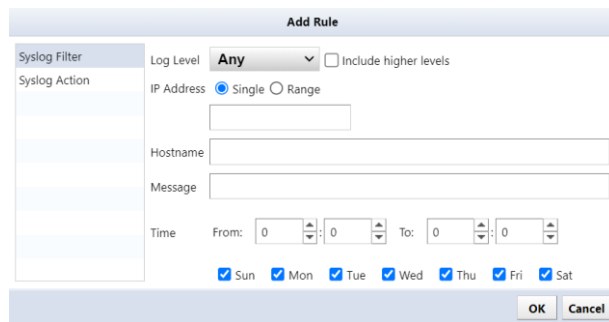 Add Rule
Syslog Filter
Syslog Action
Log Level Any Include higher levels
IP Address Single Range
Hostname
Message
Time From: 0 : 0 To: 0 : 0
Sun Mon Tue Wed Thu Fri Sat
OK Cancel